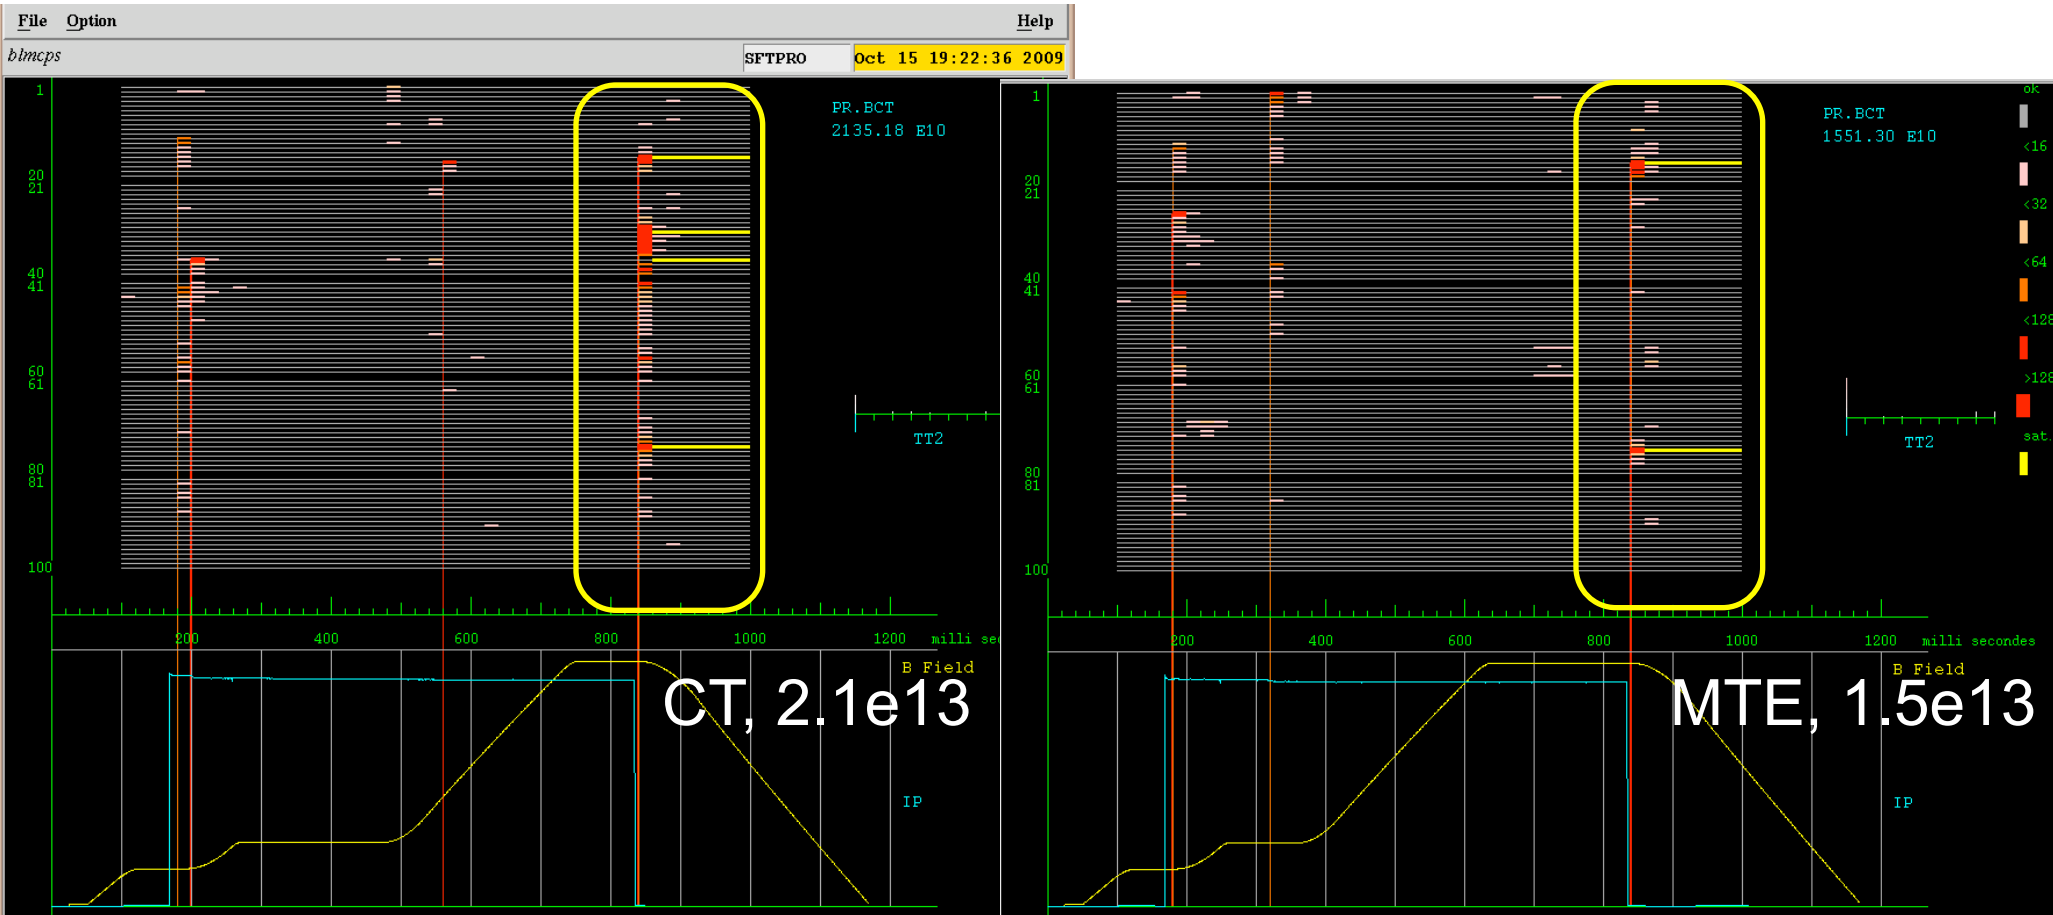 File Option Help
blmcps SFTPRO Oct 15 19:22:36 2009
1
20
21
40
41
60
61
80
81
100
PR.BCT
2135.18 E10
TT2
200 400 600 800 1000 1200 milli sec
B Field
CT, 2.1e13
IP
1
20
21
40
41
60
61
80
81
100
PR.BCT
1551.30 E10
TT2
ok
<16
<32
<64
<128
>128
sat.
200 400 600 800 1000 1200 milli secondes
B Field
MTE, 1.5e13
IP